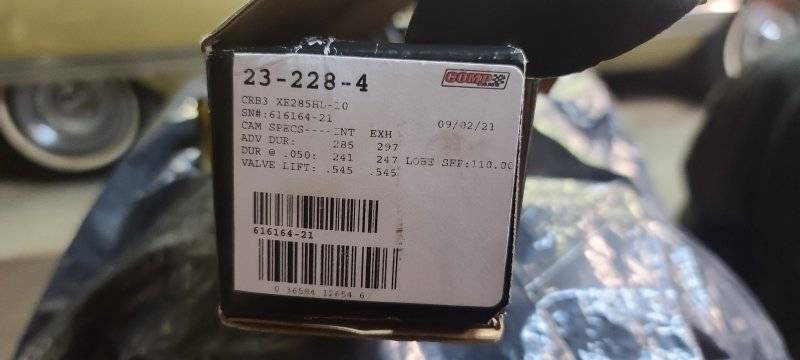 23-228-4
COMP CAMS
CRB3 XE285HL-10
SN#:616164-21
09/02/21
CAM SPECS----INT EXH
ADV DUR: 285 297
DUR @ .050: 241 247 LOBE SEP:110.00
VALVE LIFT: .545 .545
616164-21
0 36584 12654 6